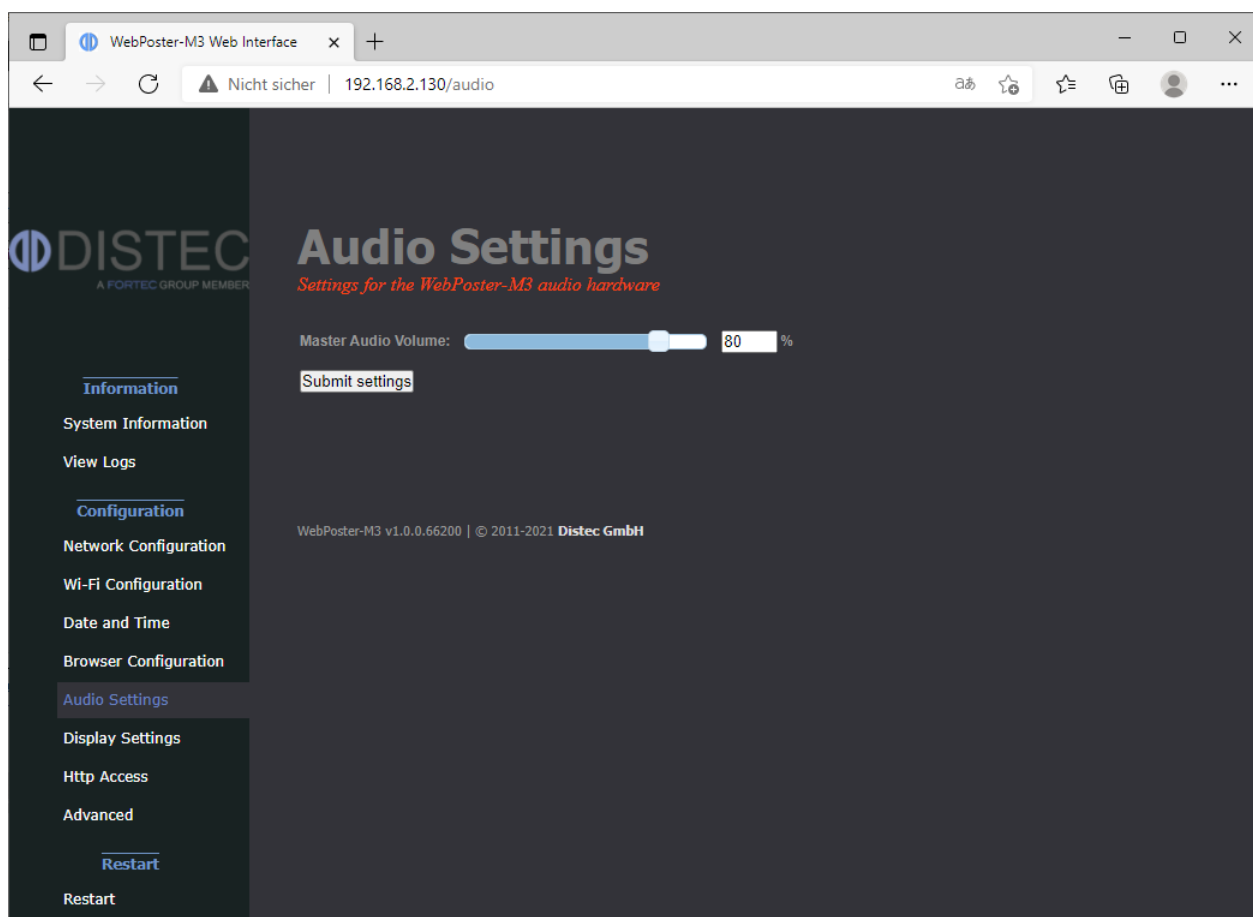 WebPoster-M3 Web Interface
Nicht sicher | 192.168.2.130/audio
DISTEC
A FORTEC GROUP MEMBER
Information
System Information
View Logs
Configuration
Network Configuration
Wi-Fi Configuration
Date and Time
Browser Configuration
Audio Settings
Display Settings
Http Access
Advanced
Restart
Restart
Audio Settings
Settings for the WebPoster-M3 audio hardware
Master Audio Volume: 80 %
Submit settings
WebPoster-M3 v1.0.0.66200 | © 2011-2021 Distec GmbH